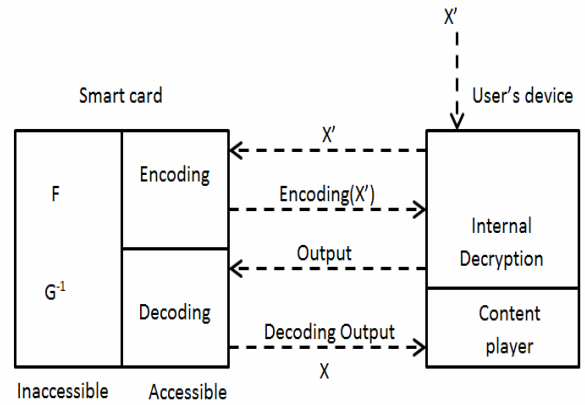 X'
Smart card
User's device
X'
Encoding
F
Encoding(X')
Internal
Decryption
Output
G⁻¹
Decoding
Content
player
Decoding Output
X
Inaccessible
Accessible